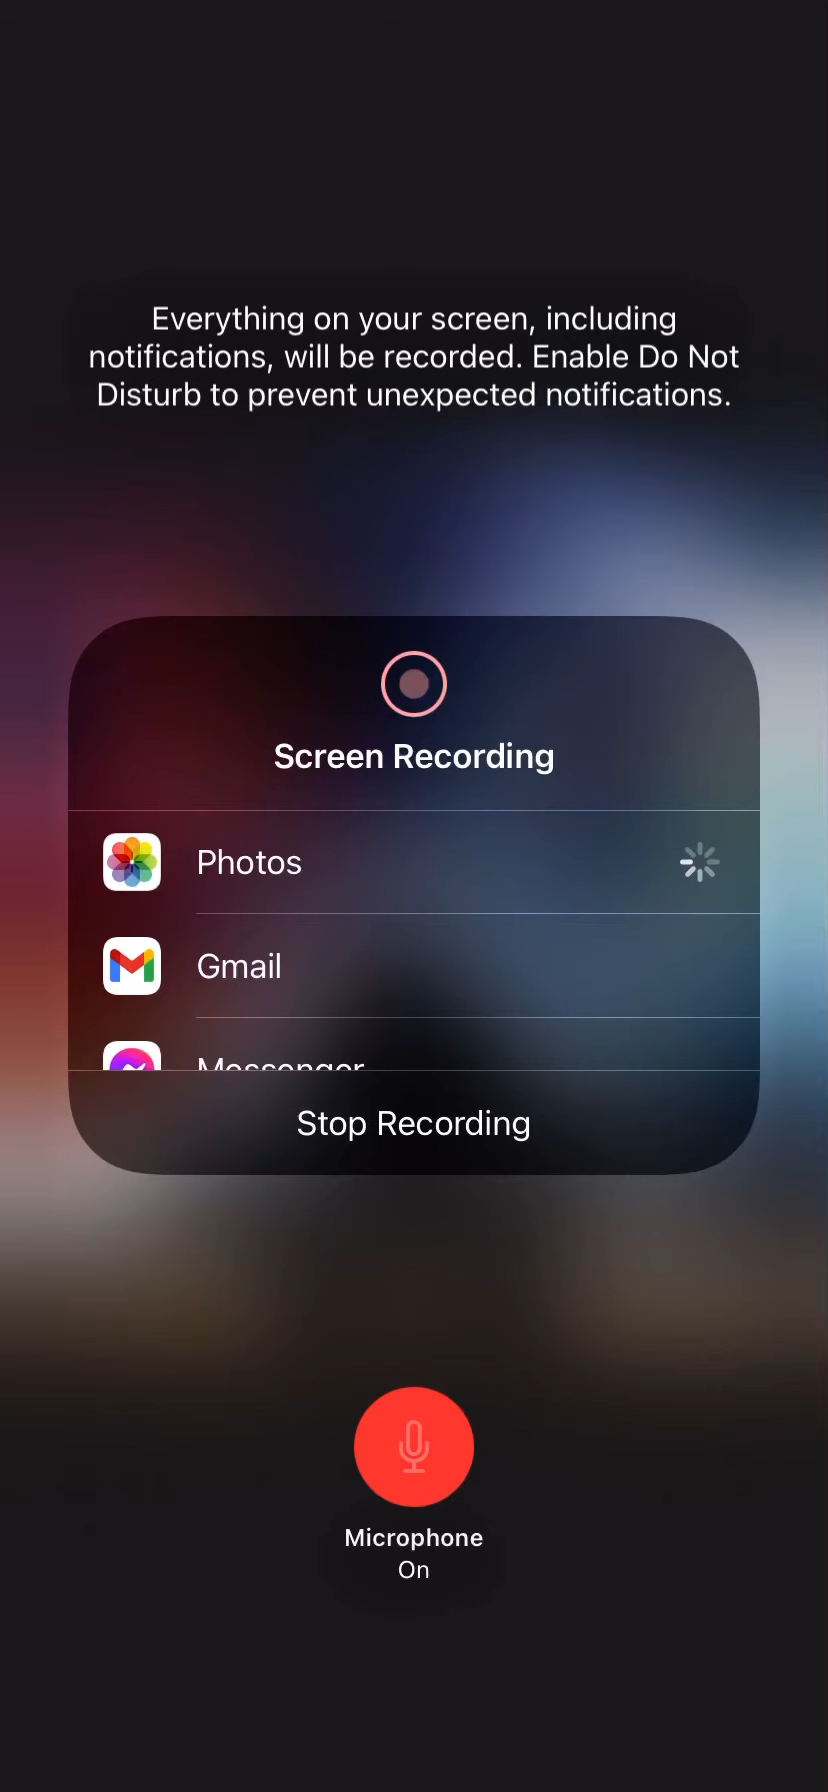 Everything on your screen, including
notifications, will be recorded. Enable Do Not
Disturb to prevent unexpected notifications.
Screen Recording
Photos
Gmail
Messenger
Stop Recording
Microphone
On